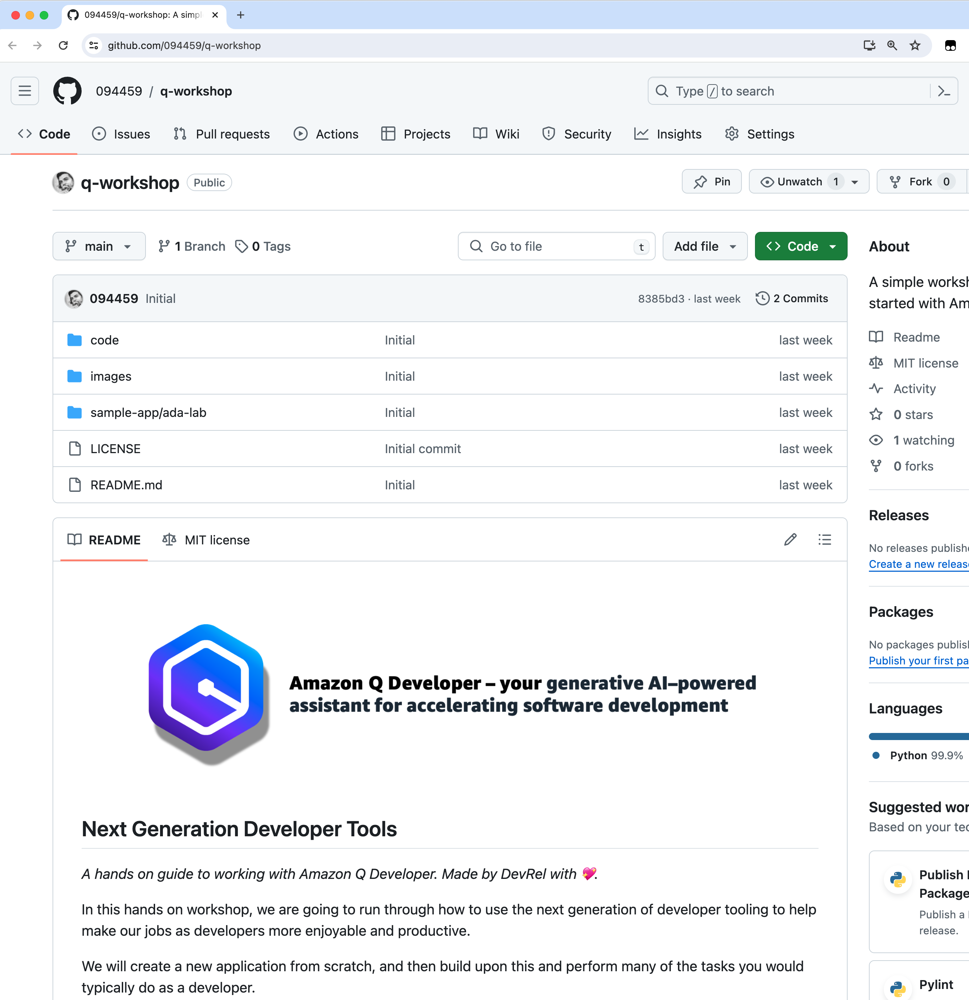 094459/q-workshop: A simpl
github.com/094459/q-workshop
094459 / q-workshop
Type / to search
Code Issues Pull requests Actions Projects Wiki Security Insights Settings
q-workshop Public
Pin Unwatch 1 Fork 0
main 1 Branch 0 Tags
Go to file t Add file Code
094459 Initial 8385bd3 · last week 2 Commits
code Initial last week
images Initial last week
sample-app/ada-lab Initial last week
LICENSE Initial commit last week
README.md Initial last week
README MIT license
Amazon Q Developer – your generative AI–powered
assistant for accelerating software development
Next Generation Developer Tools
A hands on guide to working with Amazon Q Developer. Made by DevRel with 💖.
In this hands on workshop, we are going to run through how to use the next generation of developer tooling to help
make our jobs as developers more enjoyable and productive.
We will create a new application from scratch, and then build upon this and perform many of the tasks you would
typically do as a developer.
About
A simple worksh
started with Am
Readme
MIT license
Activity
0 stars
1 watching
0 forks
Releases
No releases publishe
Create a new release
Packages
No packages publish
Publish your first pa
Languages
Python 99.9%
Suggested wor
Based on your tec
Publish
Package
Publish a
release.
Pylint